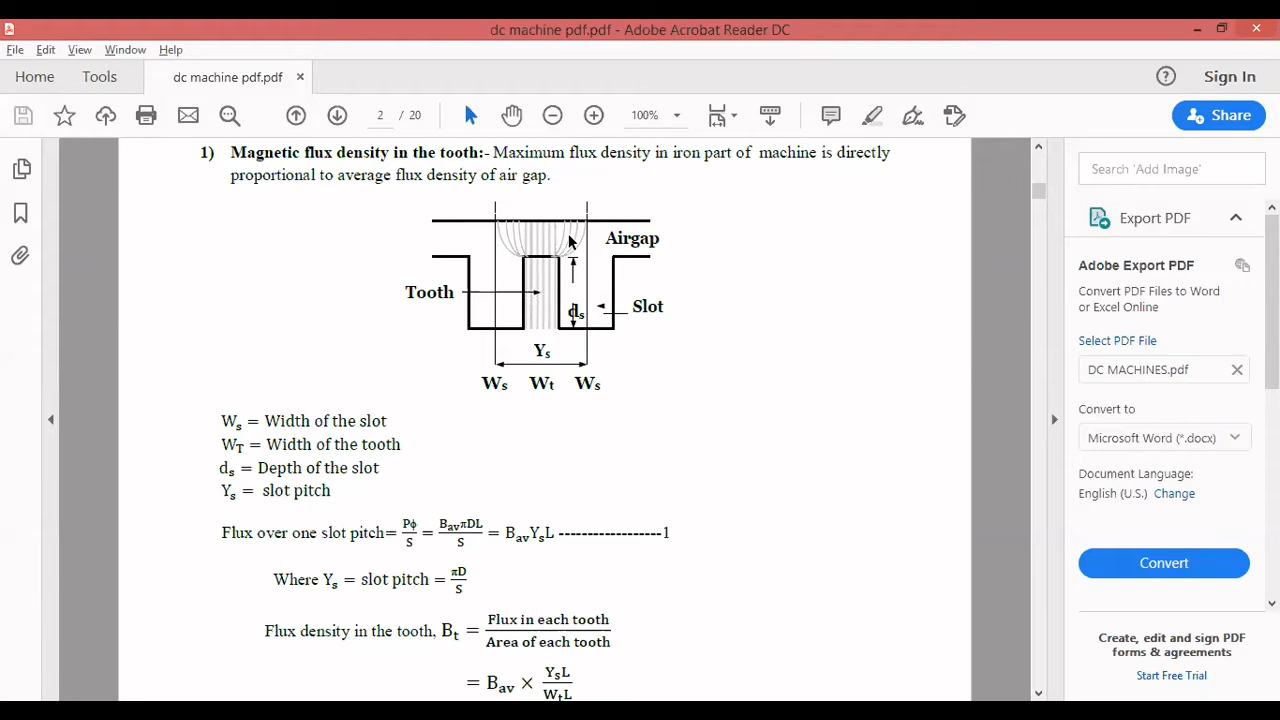 dc machine pdf.pdf - Adobe Acrobat Reader DC
File Edit View Window Help
Home Tools dc machine pdf.pdf × Sign In
2 / 20 100% Share
1) Magnetic flux density in the tooth:- Maximum flux density in iron part of machine is directly
proportional to average flux density of air gap.
Airgap
Tooth
dₛ
Slot
Yₛ
Wₛ Wₜ Wₛ
Wₛ = Width of the slot
W_T = Width of the tooth
dₛ = Depth of the slot
Yₛ = slot pitch
Flux over one slot pitch= Pϕ/S = B_avπDL/S = B_avYₛL ------------------1
Where Yₛ = slot pitch = πD/S
Flux density in the tooth, Bₜ = Flux in each tooth/Area of each tooth
= B_av × YₛL/WₜL
Search 'Add Image'
Export PDF
Adobe Export PDF
Convert PDF Files to Word
or Excel Online
Select PDF File
DC MACHINES.pdf ×
Convert to
Microsoft Word (*.docx)
Document Language:
English (U.S.) Change
Convert
Create, edit and sign PDF
forms & agreements
Start Free Trial